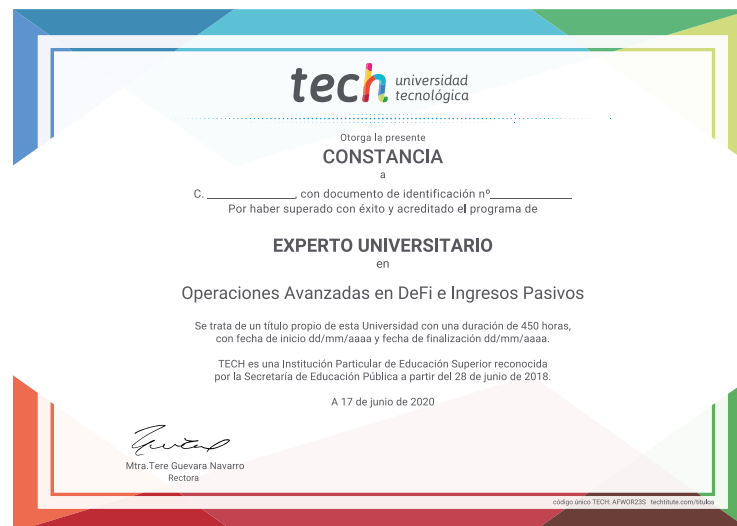 tech universidad
tecnológica
Otorga la presente
CONSTANCIA
a
C. ________________, con documento de identificación nº______________
Por haber superado con éxito y acreditado el programa de
EXPERTO UNIVERSITARIO
en
Operaciones Avanzadas en DeFi e Ingresos Pasivos
Se trata de un título propio de esta Universidad con una duración de 450 horas,
con fecha de inicio dd/mm/aaaa y fecha de finalización dd/mm/aaaa.
TECH es una Institución Particular de Educación Superior reconocida
por la Secretaría de Educación Pública a partir del 28 de junio de 2018.
A 17 de junio de 2020
Mtra.Tere Guevara Navarro
Rectora
código único TECH: AFWOR23S techtitute.com/titulos